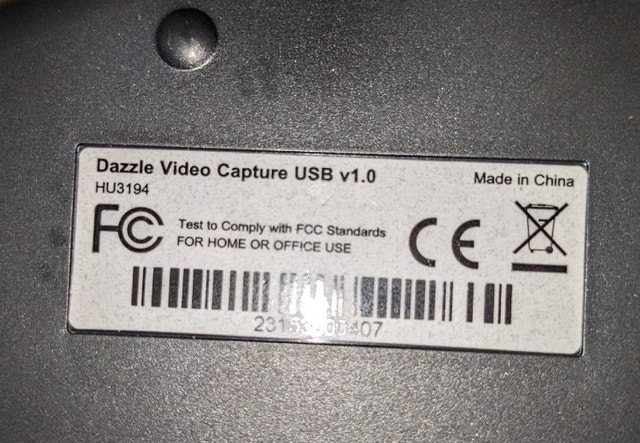 Dazzle Video Capture USB v1.0
Made in China
HU3194
FC
Test to Comply with FCC Standards
FOR HOME OR OFFICE USE
CE